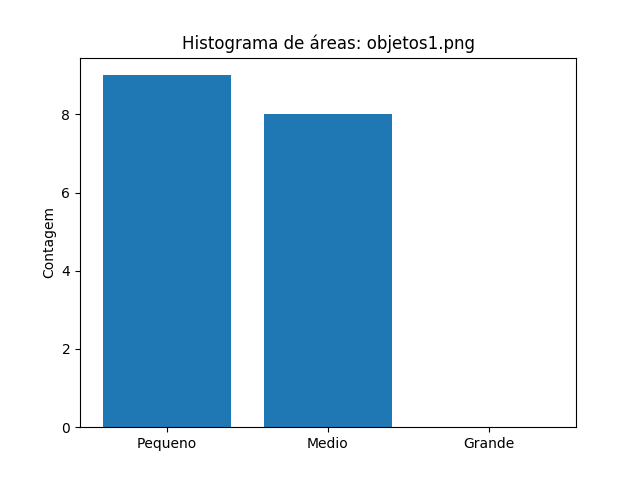 Histograma de áreas: objetos1.png
Contagem
8
6
4
2
0
Pequeno
Medio
Grande